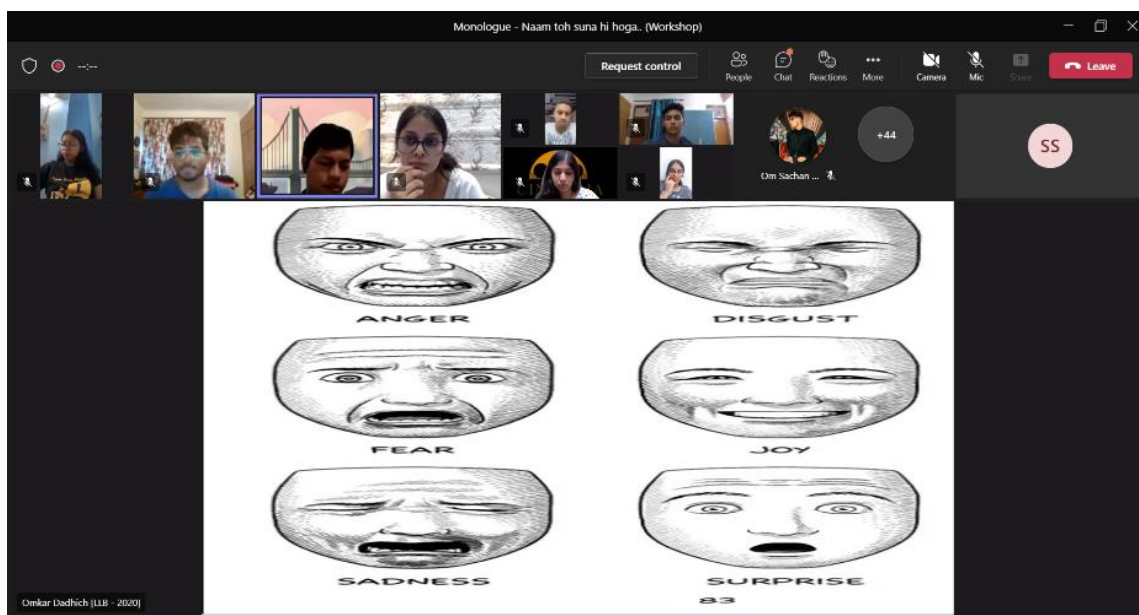 Monologue - Naam toh suna hi hoga.. (Workshop)
--:--
Request control
People
Chat
Reactions
More
Camera
Mic
Share
Leave
Om Sachan ...
+44
SS
ANGER
DISGUST
FEAR
JOY
SADNESS
SURPRISE
83
Omkar Dadhich [LLB - 2020]